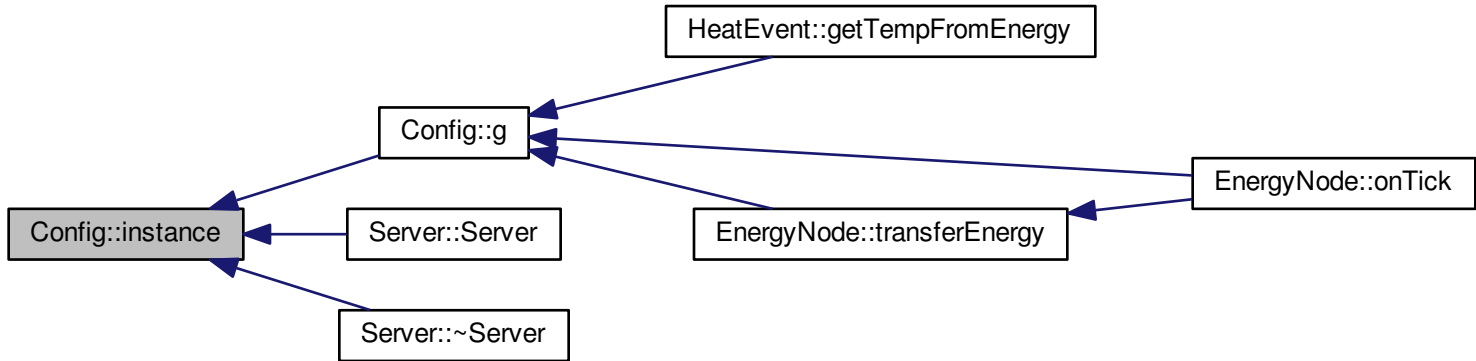 HeatEvent::getTempFromEnergy
Config::g
EnergyNode::onTick
Config::instance
Server::Server
EnergyNode::transferEnergy
Server::~Server